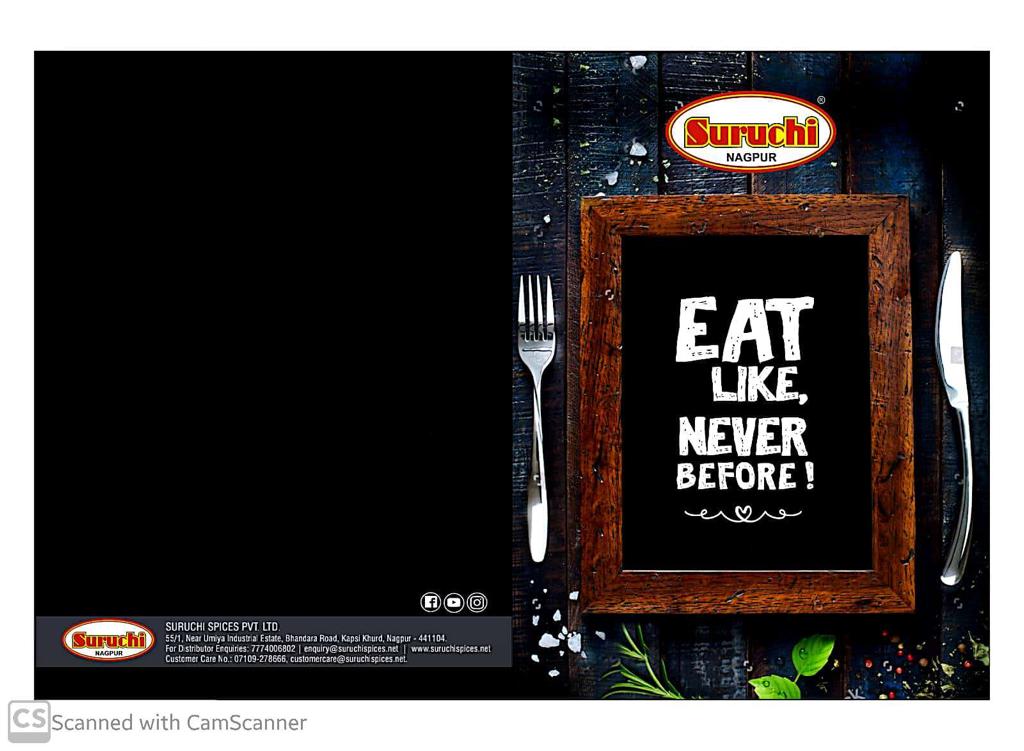 Suruchi
NAGPUR
SURUCHI SPICES PVT. LTD.
55/1, Near Umiya Industrial Estate, Bhandara Road, Kapsi Khurd, Nagpur - 441104.
For Distributor Enquiries: 7774006802 | enquiry@suruchispices.net | www.suruchispices.net
Customer Care No.: 07109-278666, customercare@suruchispices.net.
Suruchi ®
NAGPUR
EAT
LIKE,
NEVER
BEFORE!
CS Scanned with CamScanner